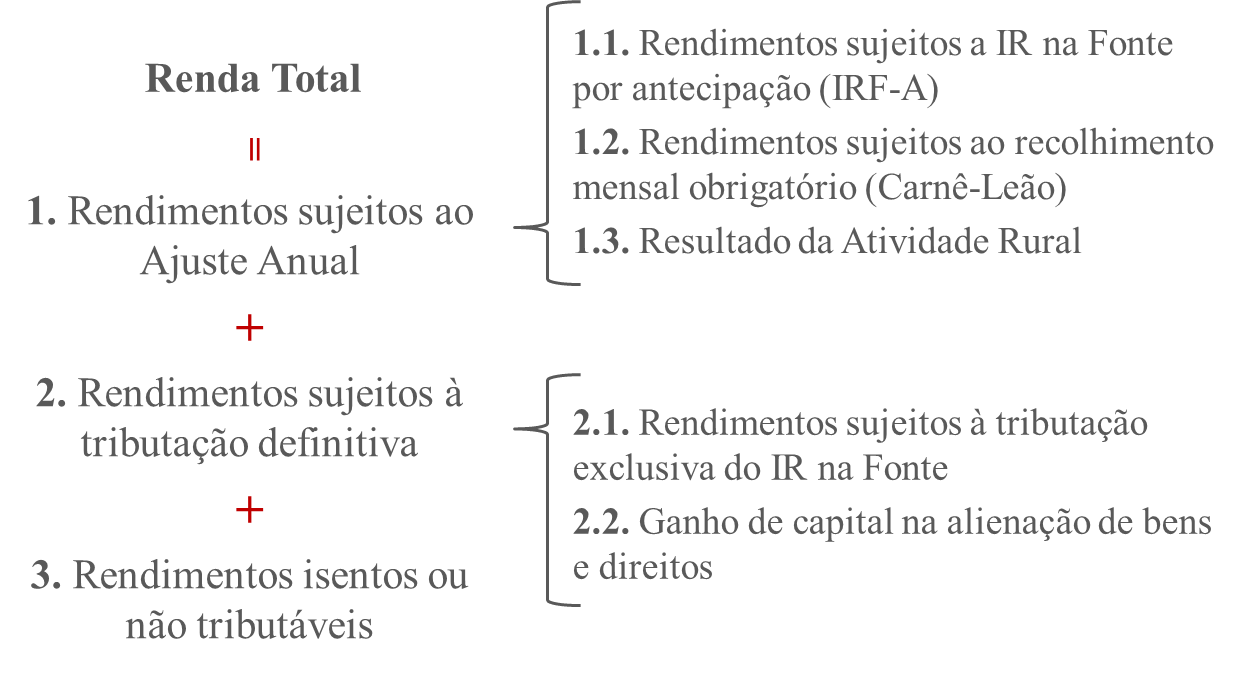 Renda Total
=
1. Rendimentos sujeitos ao
Ajuste Anual
+
2. Rendimentos sujeitos à
tributação definitiva
+
3. Rendimentos isentos ou
não tributáveis
1.1. Rendimentos sujeitos a IR na Fonte
por antecipação (IRF-A)
1.2. Rendimentos sujeitos ao recolhimento
mensal obrigatório (Carnê-Leão)
1.3. Resultado da Atividade Rural
2.1. Rendimentos sujeitos à tributação
exclusiva do IR na Fonte
2.2. Ganho de capital na alienação de bens
e direitos